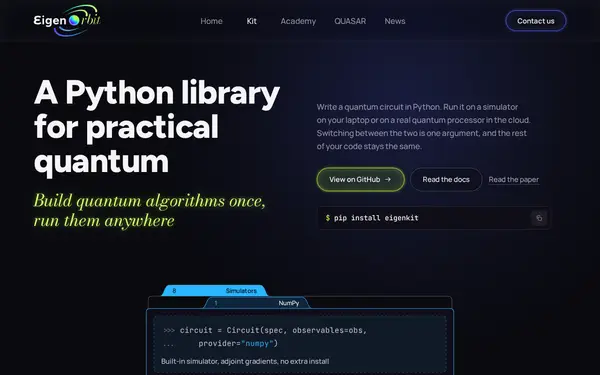 Eigen Orbit
Home
Kit
Academy
QUASAR
News
Contact us
A Python library
for practical
quantum
Build quantum algorithms once,
run them anywhere
Write a quantum circuit in Python. Run it on a simulator
on your laptop or on a real quantum processor in the cloud.
Switching between the two is one argument, and the rest
of your code stays the same.
View on GitHub →
Read the docs
Read the paper
$ pip install eigenkit
8 Simulators
1 NumPy
>>> circuit = Circuit(spec, observables=obs,
... provider="numpy")
Built-in simulator, adjoint gradients, no extra install